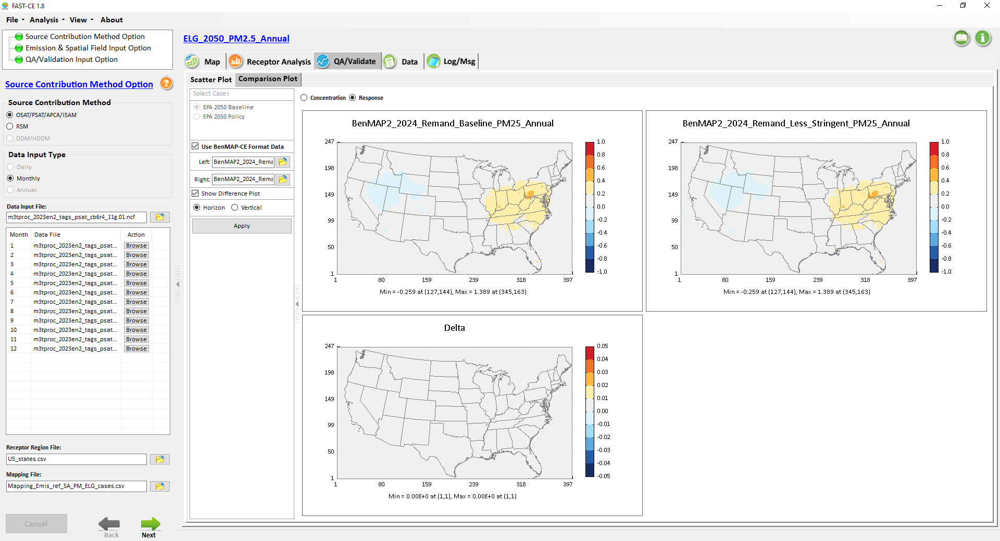 FAST-CE 1.8
File Analysis View About
Source Contribution Method Option
Emission & Spatial Field Input Option
QA/Validation Input Option
Source Contribution Method Option
Source Contribution Method
OSAT/PSAT/APCA/ISAM
RSM
DDM/HDDM
Data Input Type
Daily
Monthly
Annual
Data Input File:
m3tproc_2023en2_tags_psat_cb6r4_11g.01.ncf
Month Data File Action
1 m3tproc_2023en2_tags_psat... Browse
2 m3tproc_2023en2_tags_psat... Browse
3 m3tproc_2023en2_tags_psat... Browse
4 m3tproc_2023en2_tags_psat... Browse
5 m3tproc_2023en2_tags_psat... Browse
6 m3tproc_2023en2_tags_psat... Browse
7 m3tproc_2023en2_tags_psat... Browse
8 m3tproc_2023en2_tags_psat... Browse
9 m3tproc_2023en2_tags_psat... Browse
10 m3tproc_2023en2_tags_psat... Browse
11 m3tproc_2023en2_tags_psat... Browse
12 m3tproc_2023en2_tags_psat... Browse
Receptor Region File:
US_states.csv
Mapping File:
Mapping_Emis_ref_SA_PM_ELG_cases.csv
Cancel
Back
Next
ELG_2050_PM2.5_Annual
Map Receptor Analysis QA/Validate Data Log/Msg
Scatter Plot Comparison Plot
Select Case:
EPA 2050 Baseline
EPA 2050 Policy
Use BenMAP-CE Format Data
Left: BenMAP2_2024_Rema
Right: BenMAP2_2024_Rema
Show Difference Plot
Horizon Vertical
Apply
Concentration Response
BenMAP2_2024_Remand_Baseline_PM25_Annual
247
198
149
99
50
1
1 80 159 239 318 397
1.0
0.8
0.6
0.4
0.2
0.0
-0.2
-0.4
-0.6
-0.8
-1.0
Min = -0.259 at (127,144), Max = 1.389 at (345,163)
BenMAP2_2024_Remand_Less_Stringent_PM25_Annual
247
198
149
99
50
1
1 80 159 239 318 397
1.0
0.8
0.6
0.4
0.2
0.0
-0.2
-0.4
-0.6
-0.8
-1.0
Min = -0.259 at (127,144), Max = 1.389 at (345,163)
Delta
247
198
149
99
50
1
1 80 159 239 318 397
0.05
0.04
0.03
0.02
0.01
0.00
-0.01
-0.02
-0.03
-0.04
-0.05
Min = 0.00E+0 at (1,1), Max = 0.00E+0 at (1,1)